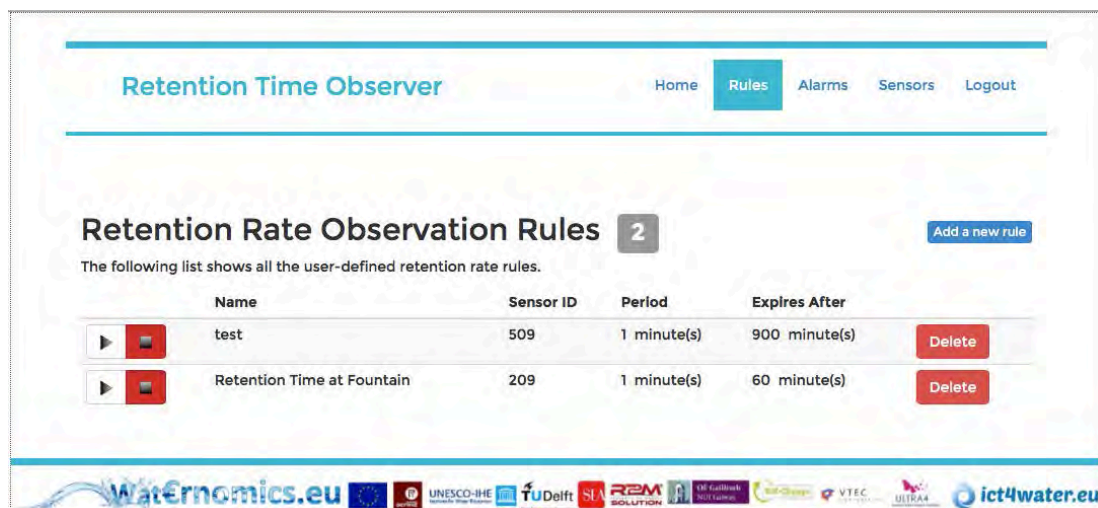 Retention Time Observer
Home Rules Alarms Sensors Logout
Retention Rate Observation Rules 2
Add a new rule
The following list shows all the user-defined retention rate rules.
Name Sensor ID Period Expires After
test 509 1 minute(s) 900 minute(s) Delete
Retention Time at Fountain 209 1 minute(s) 60 minute(s) Delete
Wat€rnomics.eu UNESCO-IHE TUDelft R2M SOLUTION VTEC ULTRA4 ict4water.eu